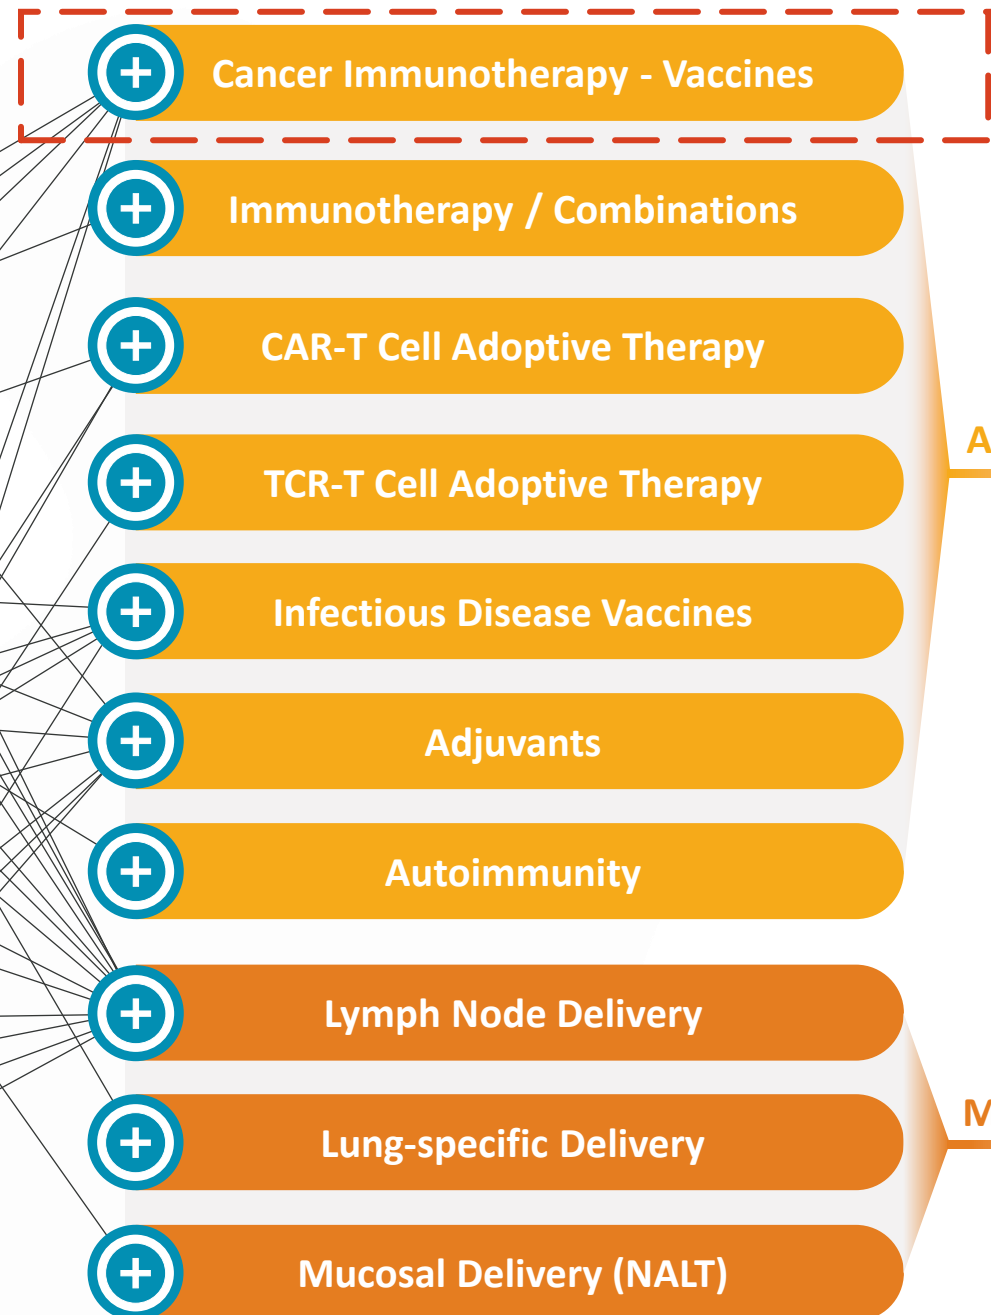 Cancer Immunotherapy - Vaccines
Immunotherapy / Combinations
CAR-T Cell Adoptive Therapy
A
TCR-T Cell Adoptive Therapy
Infectious Disease Vaccines
Adjuvants
Autoimmunity
Lymph Node Delivery
M
Lung-specific Delivery
Mucosal Delivery (NALT)